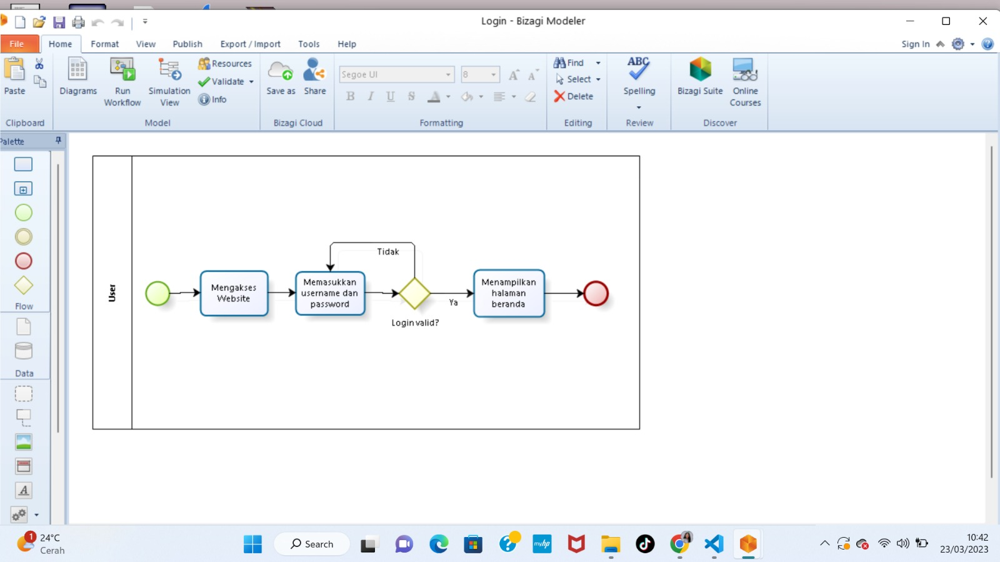 Login - Bizagi Modeler
File
Home
Format
View
Publish
Export / Import
Tools
Help
Sign In
Paste
Clipboard
Diagrams
Run
Workflow
Simulation
View
Resources
Validate
Info
Model
Save as
Share
Bizagi Cloud
Segoe UI
8
A
A
B
I
U
S
A
Formatting
Find
Select
Delete
Editing
ABC
Spelling
Review
Bizagi Suite
Online
Courses
Discover
Palette
Flow
Data
A
User
Mengakses
Website
Memasukkan
username dan
password
Tidak
Login valid?
Ya
Menampilkan
halaman
beranda
1
24°C
Cerah
Search
myhp
10:42
23/03/2023